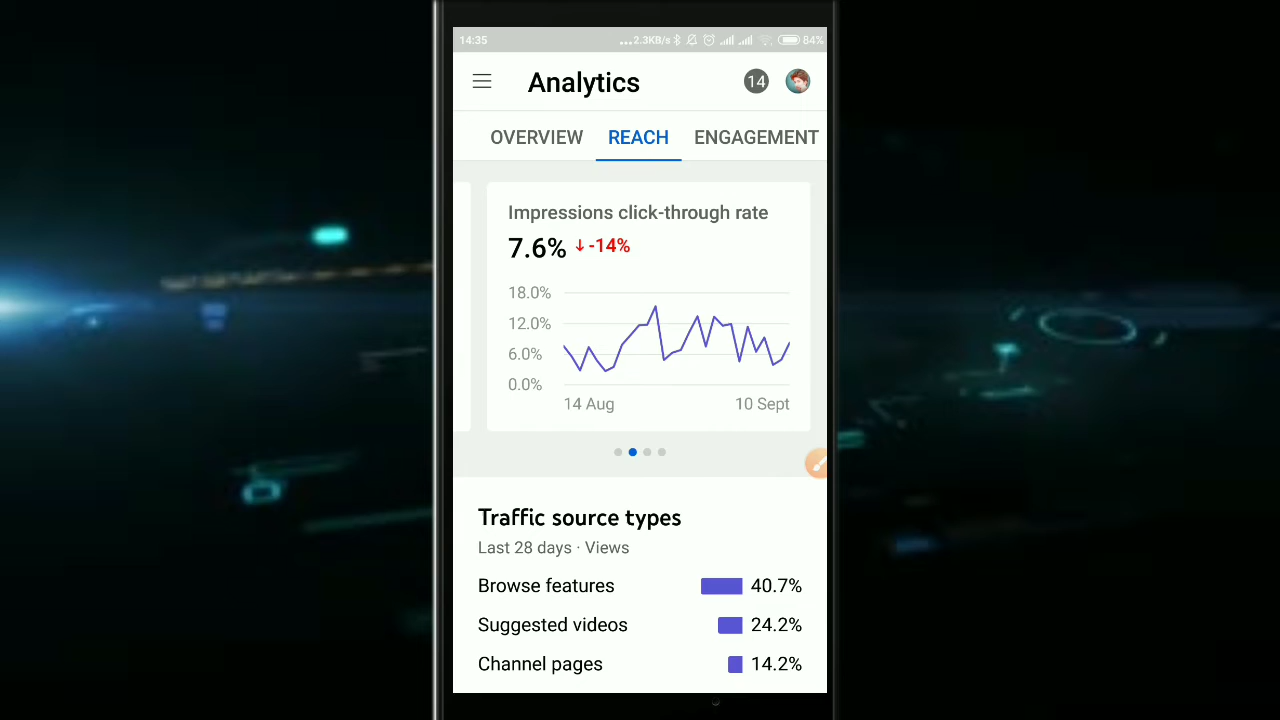 14:35 ...2.3KB/s 84%
Analytics 14
OVERVIEW REACH ENGAGEMENT
Impressions click-through rate
7.6% ↓-14%
18.0%
12.0%
6.0%
0.0%
14 Aug 10 Sept
Traffic source types
Last 28 days · Views
Browse features 40.7%
Suggested videos 24.2%
Channel pages 14.2%